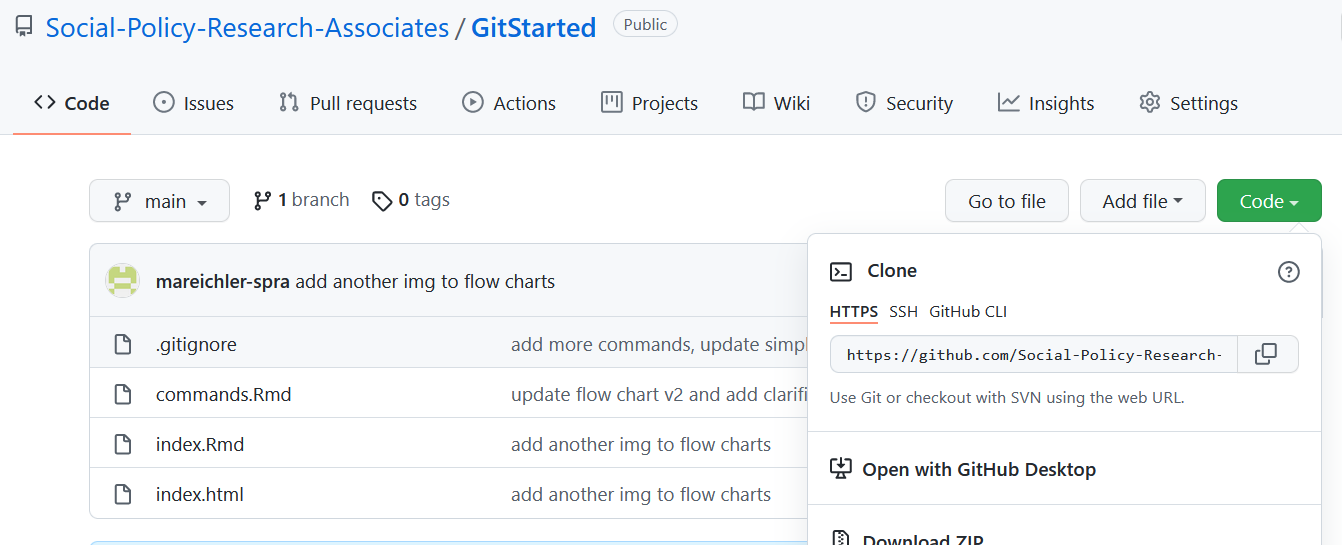 Social-Policy-Research-Associates / GitStarted Public
Code Issues Pull requests Actions Projects Wiki Security Insights Settings
main 1 branch 0 tags Go to file Add file Code
mareichler-spra add another img to flow charts
.gitignore add more commands, update simpl
commands.Rmd update flow chart v2 and add clarifi
index.Rmd add another img to flow charts
index.html add another img to flow charts
Clone
HTTPS SSH GitHub CLI
https://github.com/Social-Policy-Research-
Use Git or checkout with SVN using the web URL.
Open with GitHub Desktop
Download ZIP